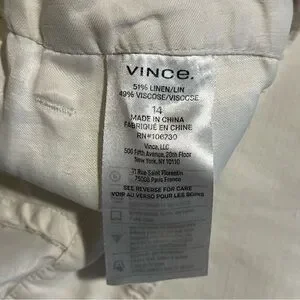 VINCE.
51% LINEN/LIN
49% VISCOSE/VISCOSE
14
MADE IN CHINA
FABRIQUÉ EN CHINE
RN#106730
Vince, LLC
500 Fifth Avenue, 20th Floor
New York, NY 10110
11 Rue Saint Florentin
75008 Paris France
SEE REVERSE FOR CARE
VOIR AU VERSO POUR LES SOINS